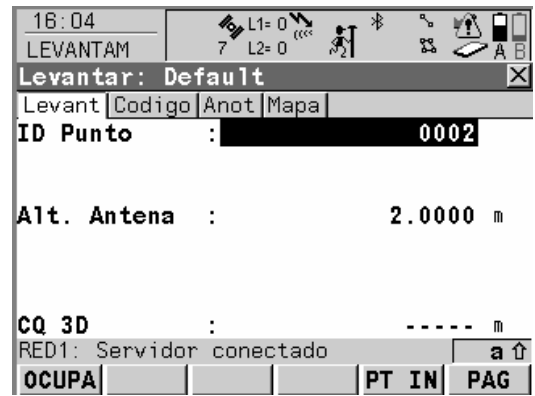 16:04 L1= 0
LEVANTAM 7 L2= 0 A B
Levantar: Default
Levant Codigo Anot Mapa
ID Punto : 0002
Alt. Antena : 2.0000 m
CQ 3D : ----- m
RED1: Servidor conectado a
OCUPA PT IN PAG